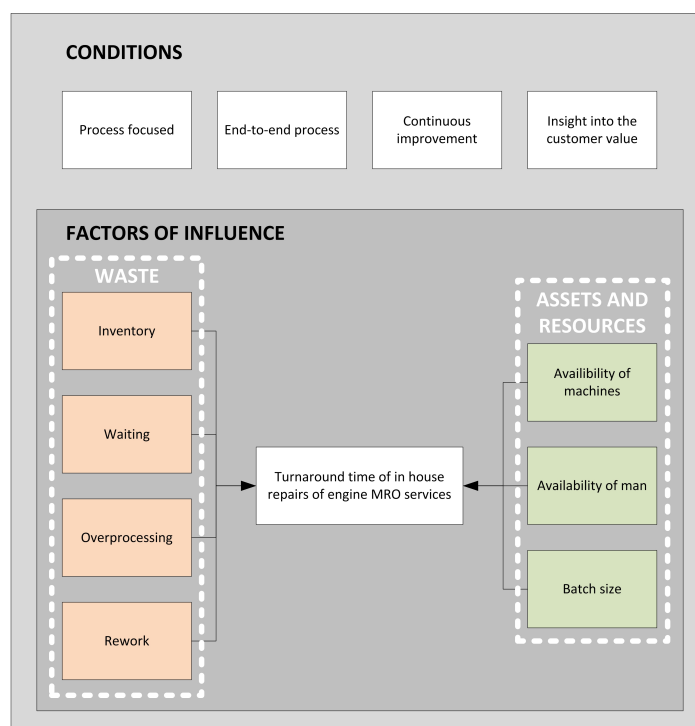 CONDITIONS
Process focused
End-to-end process
Continuous
improvement
Insight into the
customer value
FACTORS OF INFLUENCE
WASTE
Inventory
Waiting
Overprocessing
Rework
Turnaround time of in house
repairs of engine MRO services
ASSETS AND
RESOURCES
Availibility of
machines
Availability of man
Batch size